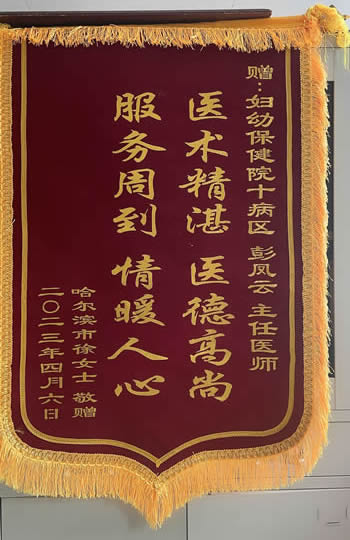 赠：妇幼保健院十病区 彭凤云 主任医师
医术精湛 医德高尚
服务周到 情暖人心
哈尔滨市徐女士 敬赠
二〇二三年四月六日